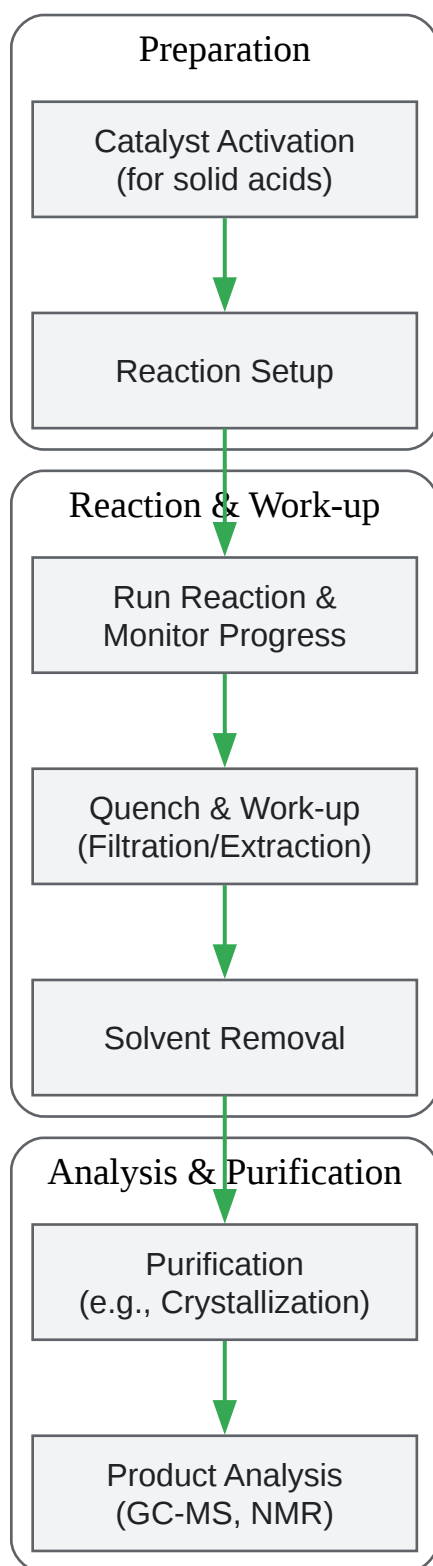 Preparation
Catalyst Activation
(for solid acids)
Reaction Setup
Reaction & Work-up
Run Reaction &
Monitor Progress
Quench & Work-up
(Filtration/Extraction)
Solvent Removal
Analysis & Purification
Purification
(e.g., Crystallization)
Product Analysis
(GC-MS, NMR)